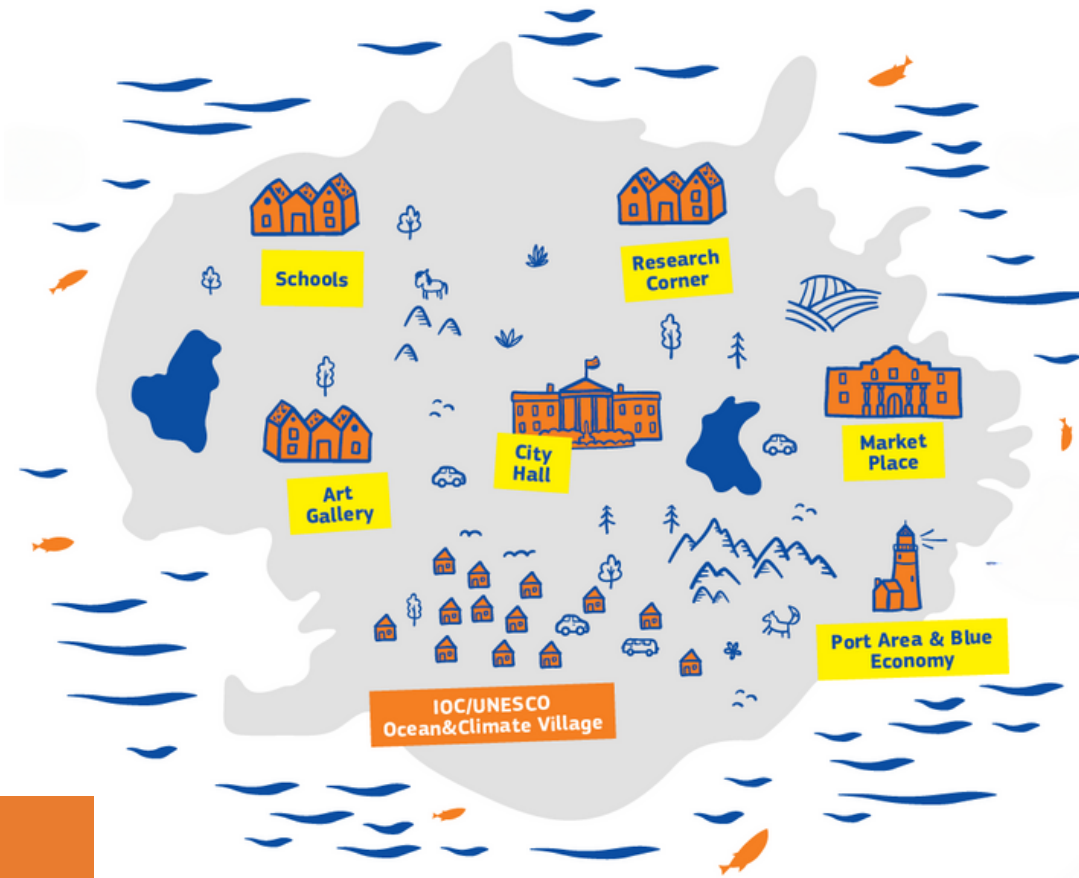 Schools
Research
Corner
City
Hall
Market
Place
Art
Gallery
Port Area & Blue
Economy
IOC/UNESCO
Ocean&Climate Village